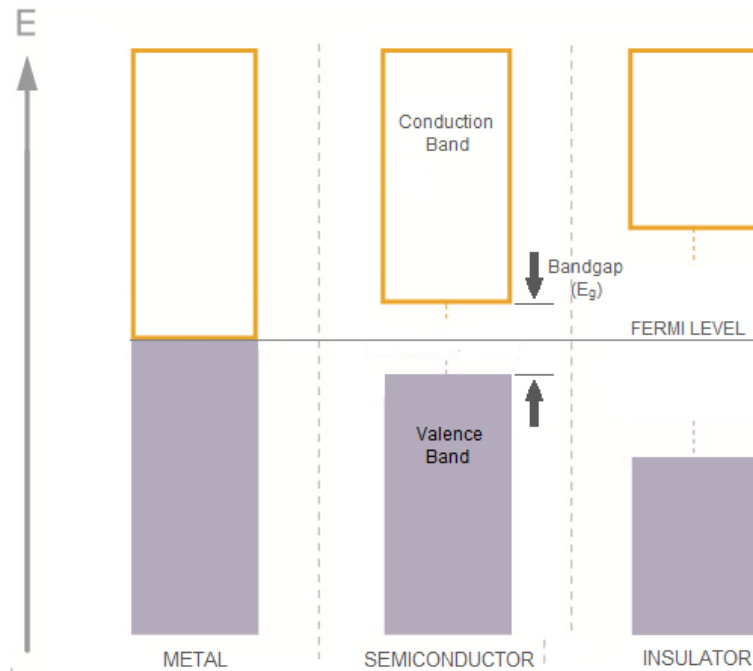 E
Conduction
Band
Bandgap
(Eg)
FERMI LEVEL
Valence
Band
METAL
SEMICONDUCTOR
INSULATOR